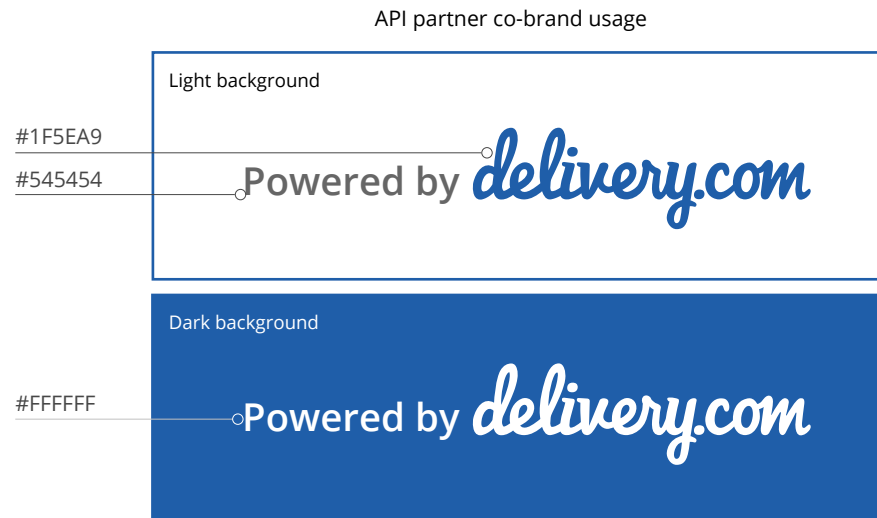 API partner co-brand usage
Light background
#1F5EA9
#545454
Powered by delivery.com
Dark background
#FFFFFF
Powered by delivery.com